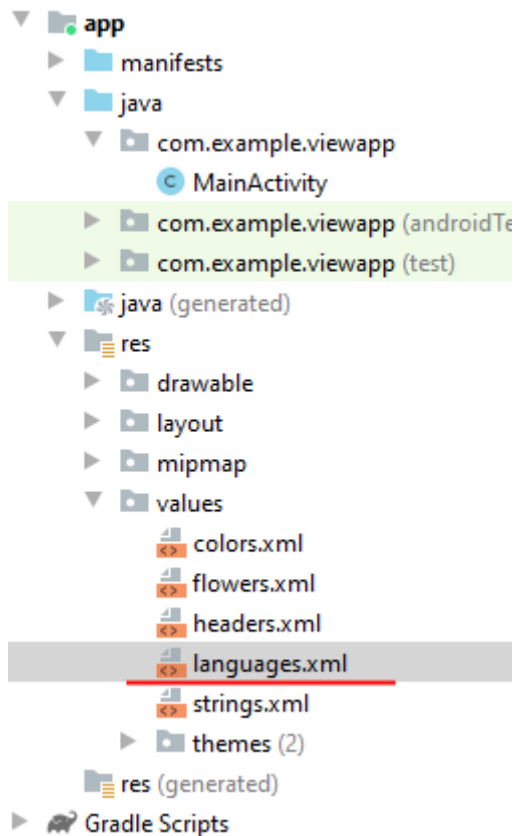 app
manifests
java
com.example.viewapp
C MainActivity
com.example.viewapp (androidTe
com.example.viewapp (test)
java (generated)
res
drawable
layout
mipmap
values
colors.xml
flowers.xml
headers.xml
languages.xml
strings.xml
themes (2)
res (generated)
Gradle Scripts